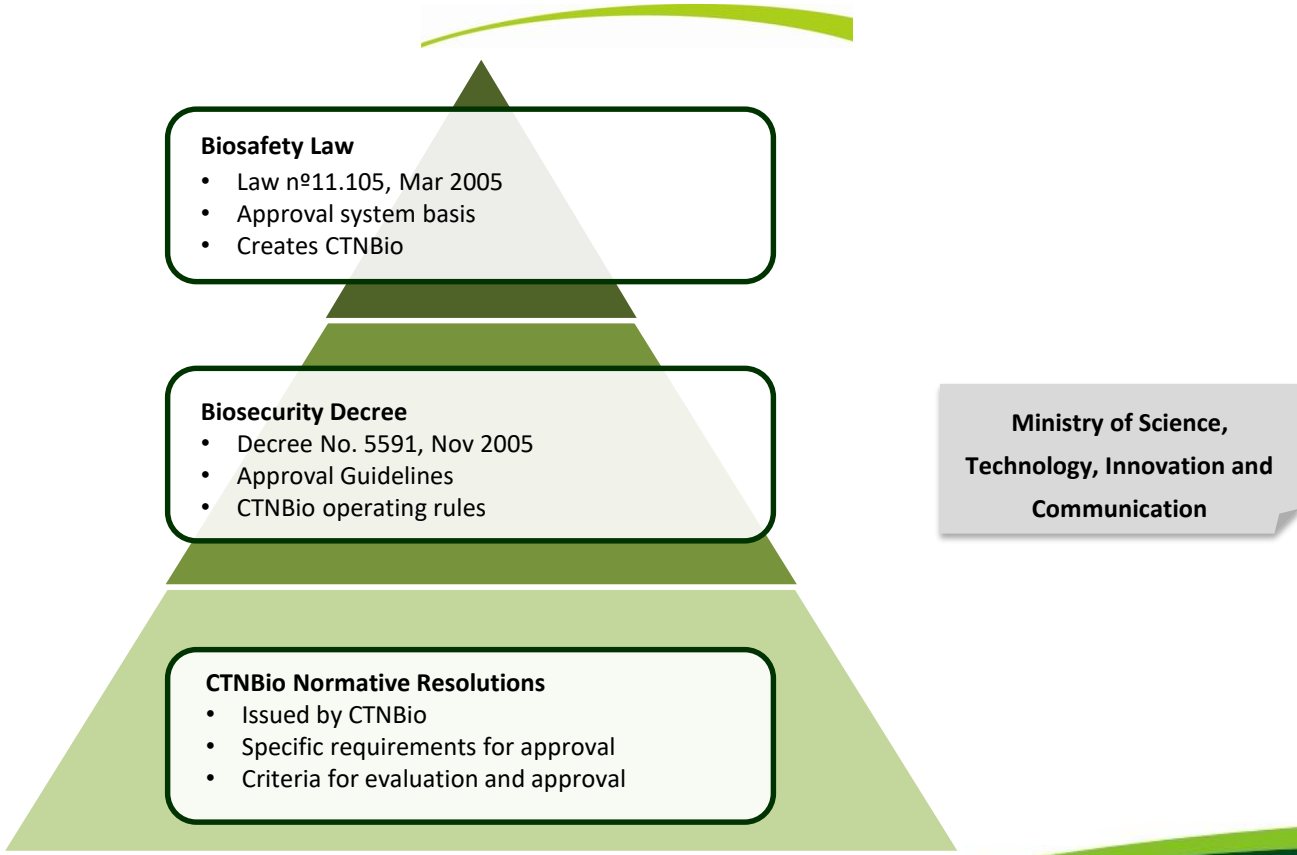 Biosafety Law
• Law nº11.105, Mar 2005
• Approval system basis
• Creates CTNBio
Biosecurity Decree
• Decree No. 5591, Nov 2005
• Approval Guidelines
• CTNBio operating rules
Ministry of Science,
Technology, Innovation and
Communication
CTNBio Normative Resolutions
• Issued by CTNBio
• Specific requirements for approval
• Criteria for evaluation and approval